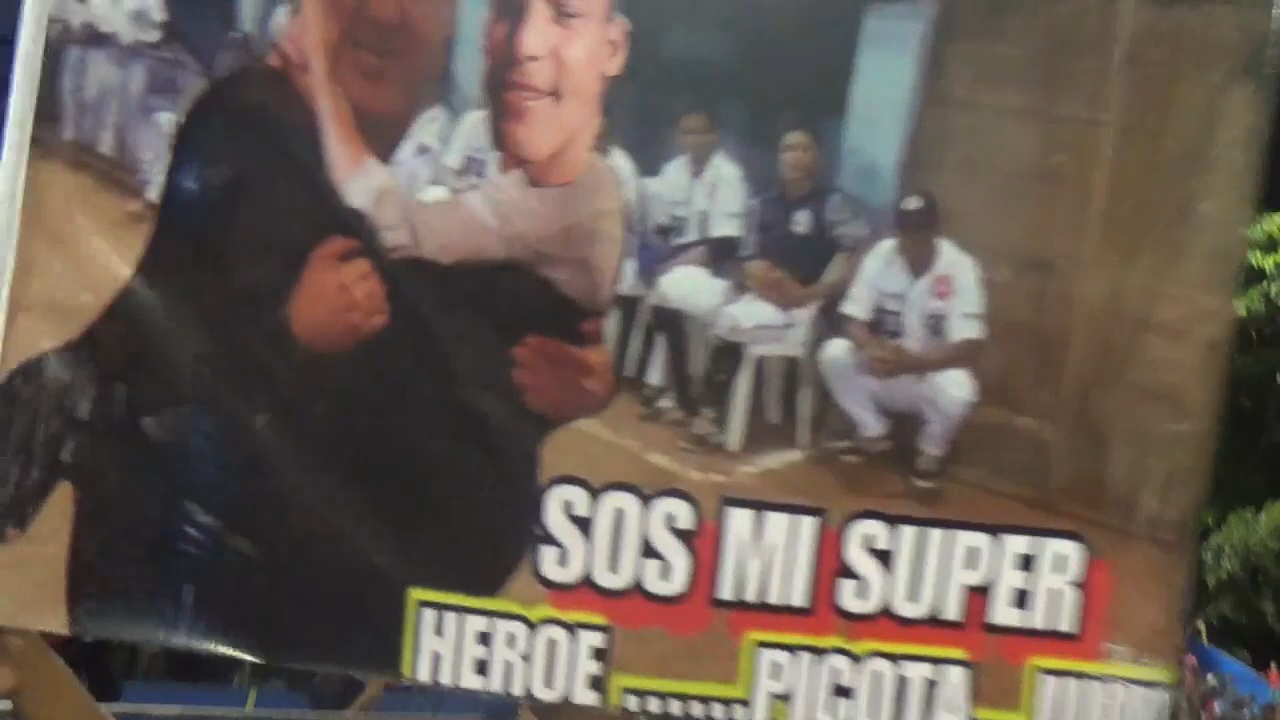 SOS MI SUPER
HEROE ......PICOTA